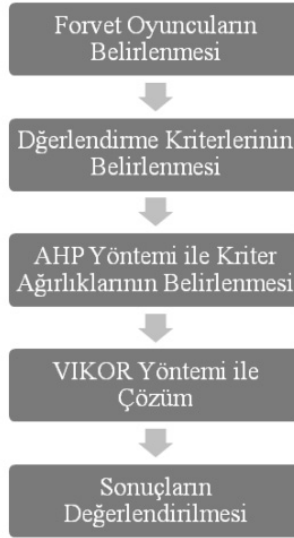 Forvet Oyuncuların
Belirlenmesi
Dğerlendirme Kriterlerinin
Belirlenmesi
AHP Yöntemi ile Kriter
Ağırlıklarının Belirlenmesi
VIKOR Yöntemi ile
Çözüm
Sonuçların
Değerlendirilmesi